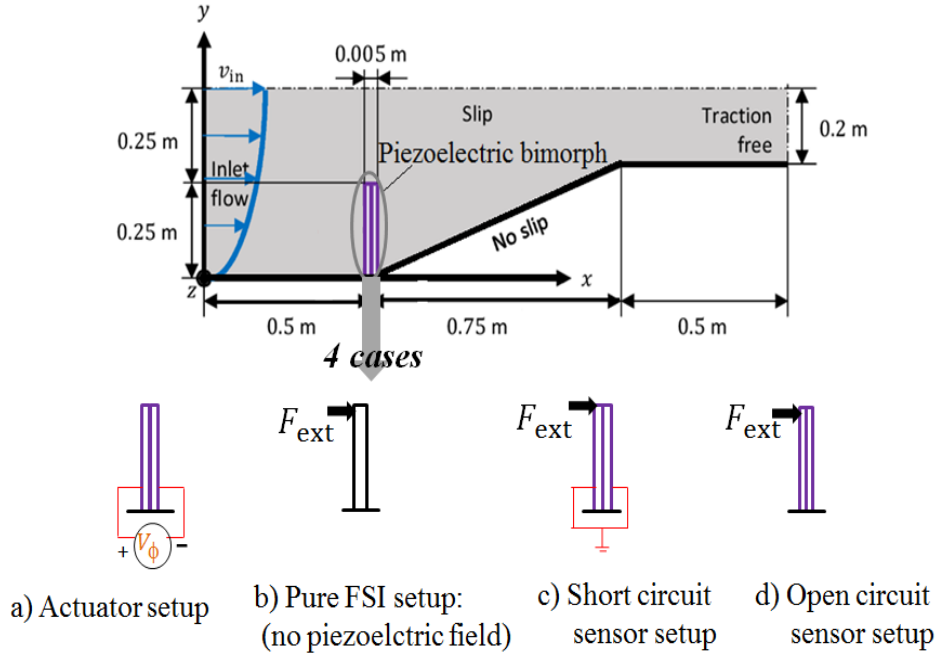 y
0.005 m
v_in
0.25 m
Slip
Traction
free
0.2 m
Piezoelectric bimorph
Inlet
flow
0.25 m
No slip
z
x
0.5 m
0.75 m
0.5 m
4 cases
F_ext
F_ext
F_ext
+ V_ϕ -
a) Actuator setup
b) Pure FSI setup:
(no piezoelctric field)
c) Short circuit
sensor setup
d) Open circuit
sensor setup